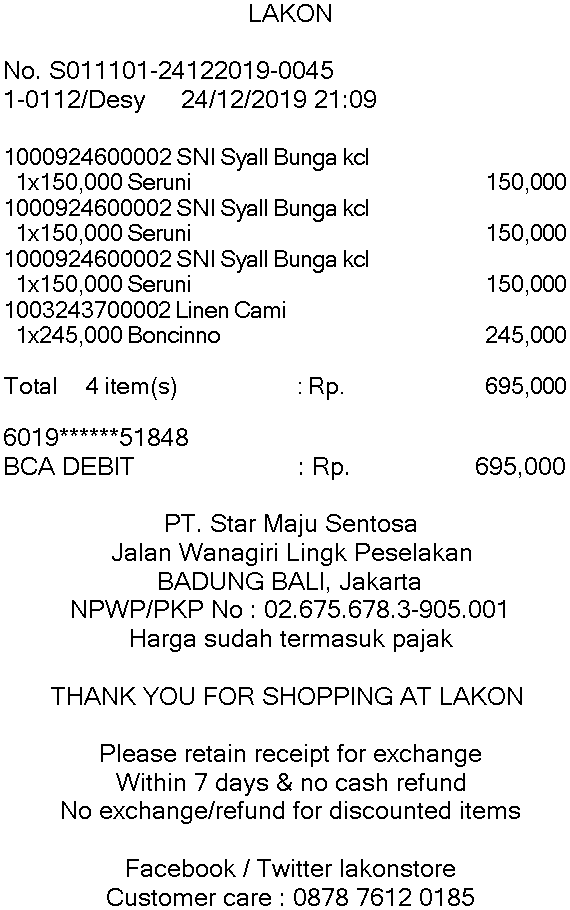 LAKON
No. S011101-24122019-0045
1-0112/Desy 24/12/2019 21:09
1000924600002 SNI Syall Bunga kcl
1x150,000 Seruni 150,000
1000924600002 SNI Syall Bunga kcl
1x150,000 Seruni 150,000
1000924600002 SNI Syall Bunga kcl
1x150,000 Seruni 150,000
1003243700002 Linen Cami
1x245,000 Boncinno 245,000
Total 4 item(s) : Rp. 695,000
6019******51848
BCA DEBIT : Rp. 695,000
PT. Star Maju Sentosa
Jalan Wanagiri Lingk Peselakan
BADUNG BALI, Jakarta
NPWP/PKP No : 02.675.678.3-905.001
Harga sudah termasuk pajak
THANK YOU FOR SHOPPING AT LAKON
Please retain receipt for exchange
Within 7 days & no cash refund
No exchange/refund for discounted items
Facebook / Twitter lakonstore
Customer care : 0878 7612 0185